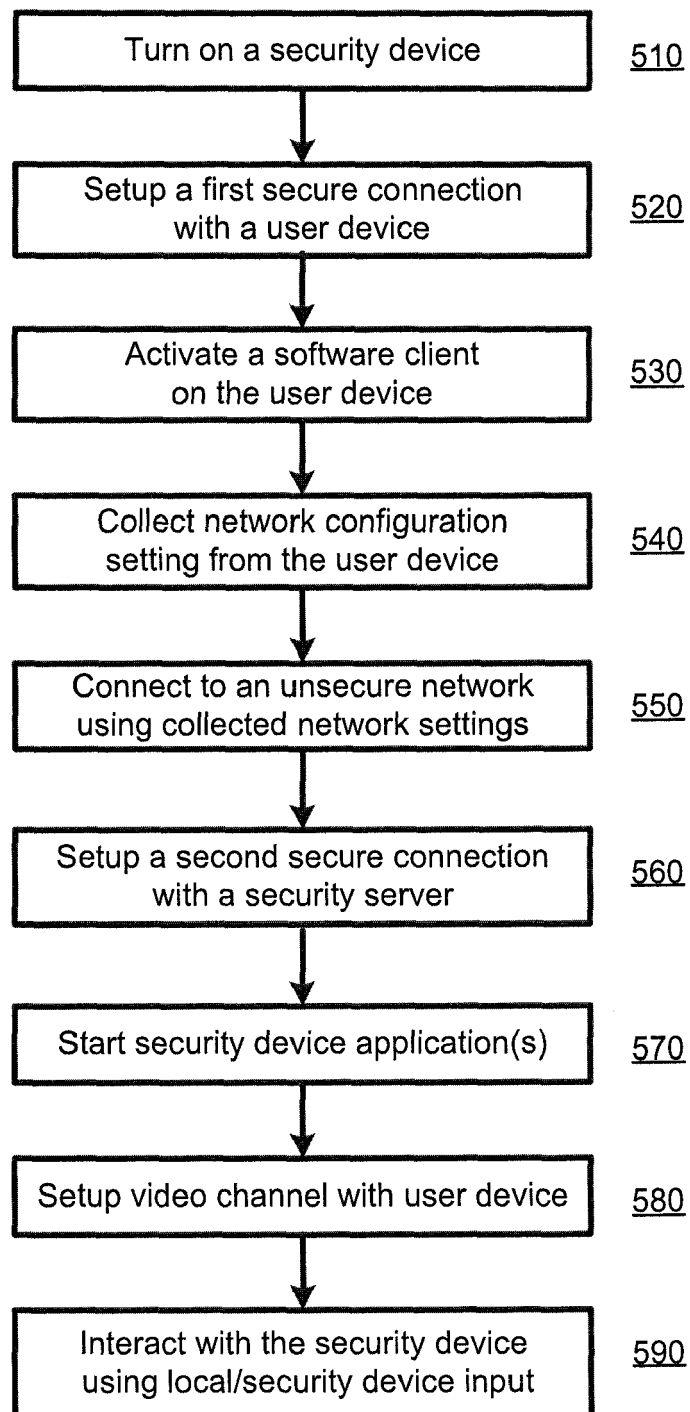 Turn on a security device
510
Setup a first secure connection
with a user device
520
Activate a software client
on the user device
530
Collect network configuration
setting from the user device
540
Connect to an unsecure network
using collected network settings
550
Setup a second secure connection
with a security server
560
Start security device application(s)
570
Setup video channel with user device
580
Interact with the security device
using local/security device input
590